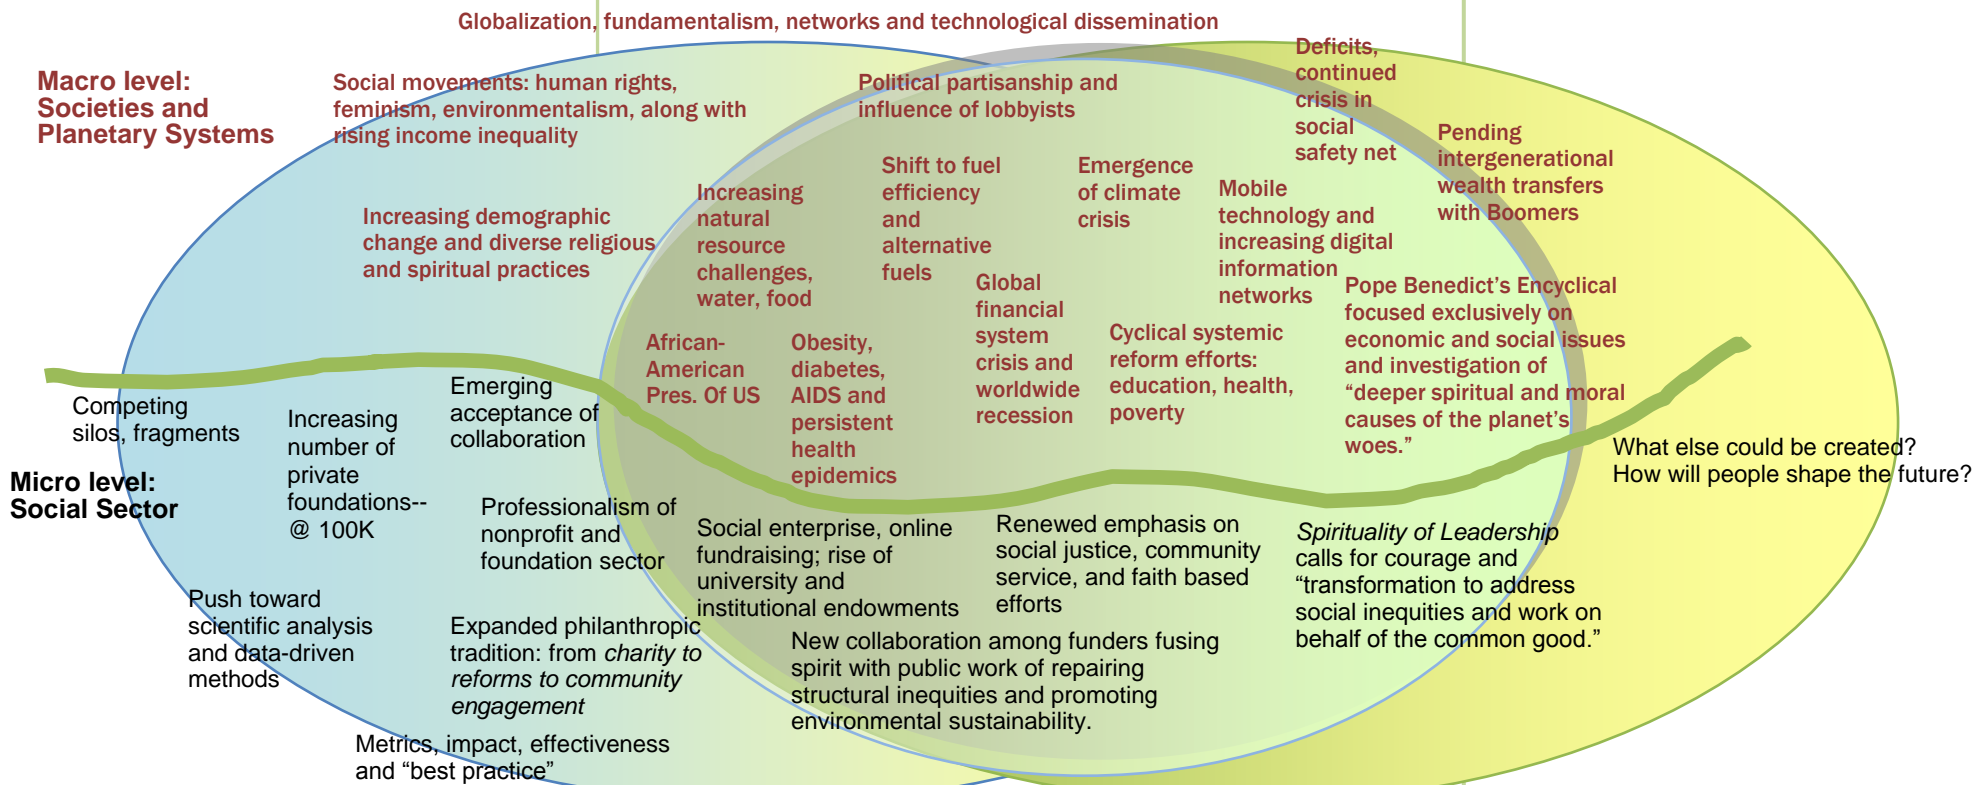 Globalization, fundamentalism, networks and technological dissemination
Macro level:
Societies and
Planetary Systems
Social movements: human rights,
feminism, environmentalism, along with
rising income inequality
Political partisanship and
influence of lobbyists
Deficits,
continued
crisis in
social
safety net
Pending
intergenerational
wealth transfers
with Boomers
Increasing demographic
change and diverse religious
and spiritual practices
Increasing
natural
resource
challenges,
water, food
Shift to fuel
efficiency
and
alternative
fuels
Emergence
of climate
crisis
Mobile
technology and
increasing digital
information
networks
African-
American
Pres. Of US
Obesity,
diabetes,
AIDS and
persistent
health
epidemics
Global
financial
system
crisis and
worldwide
recession
Cyclical systemic
reform efforts:
education, health,
poverty
Pope Benedict’s Encyclical
focused exclusively on
economic and social issues
and investigation of
“deeper spiritual and moral
causes of the planet’s
woes.”
Competing
silos, fragments
Micro level:
Social Sector
Increasing
number of
private
foundations--
@ 100K
Emerging
acceptance of
collaboration
Professionalism of
nonprofit and
foundation sector
Push toward
scientific analysis
and data-driven
methods
Expanded philanthropic
tradition: from charity to
reforms to community
engagement
Metrics, impact, effectiveness
and “best practice”
Social enterprise, online
fundraising; rise of
university and
institutional endowments
Renewed emphasis on
social justice, community
service, and faith based
efforts
New collaboration among funders fusing
spirit with public work of repairing
structural inequities and promoting
environmental sustainability.
Spirituality of Leadership
calls for courage and
“transformation to address
social inequities and work on
behalf of the common good.”
What else could be created?
How will people shape the future?